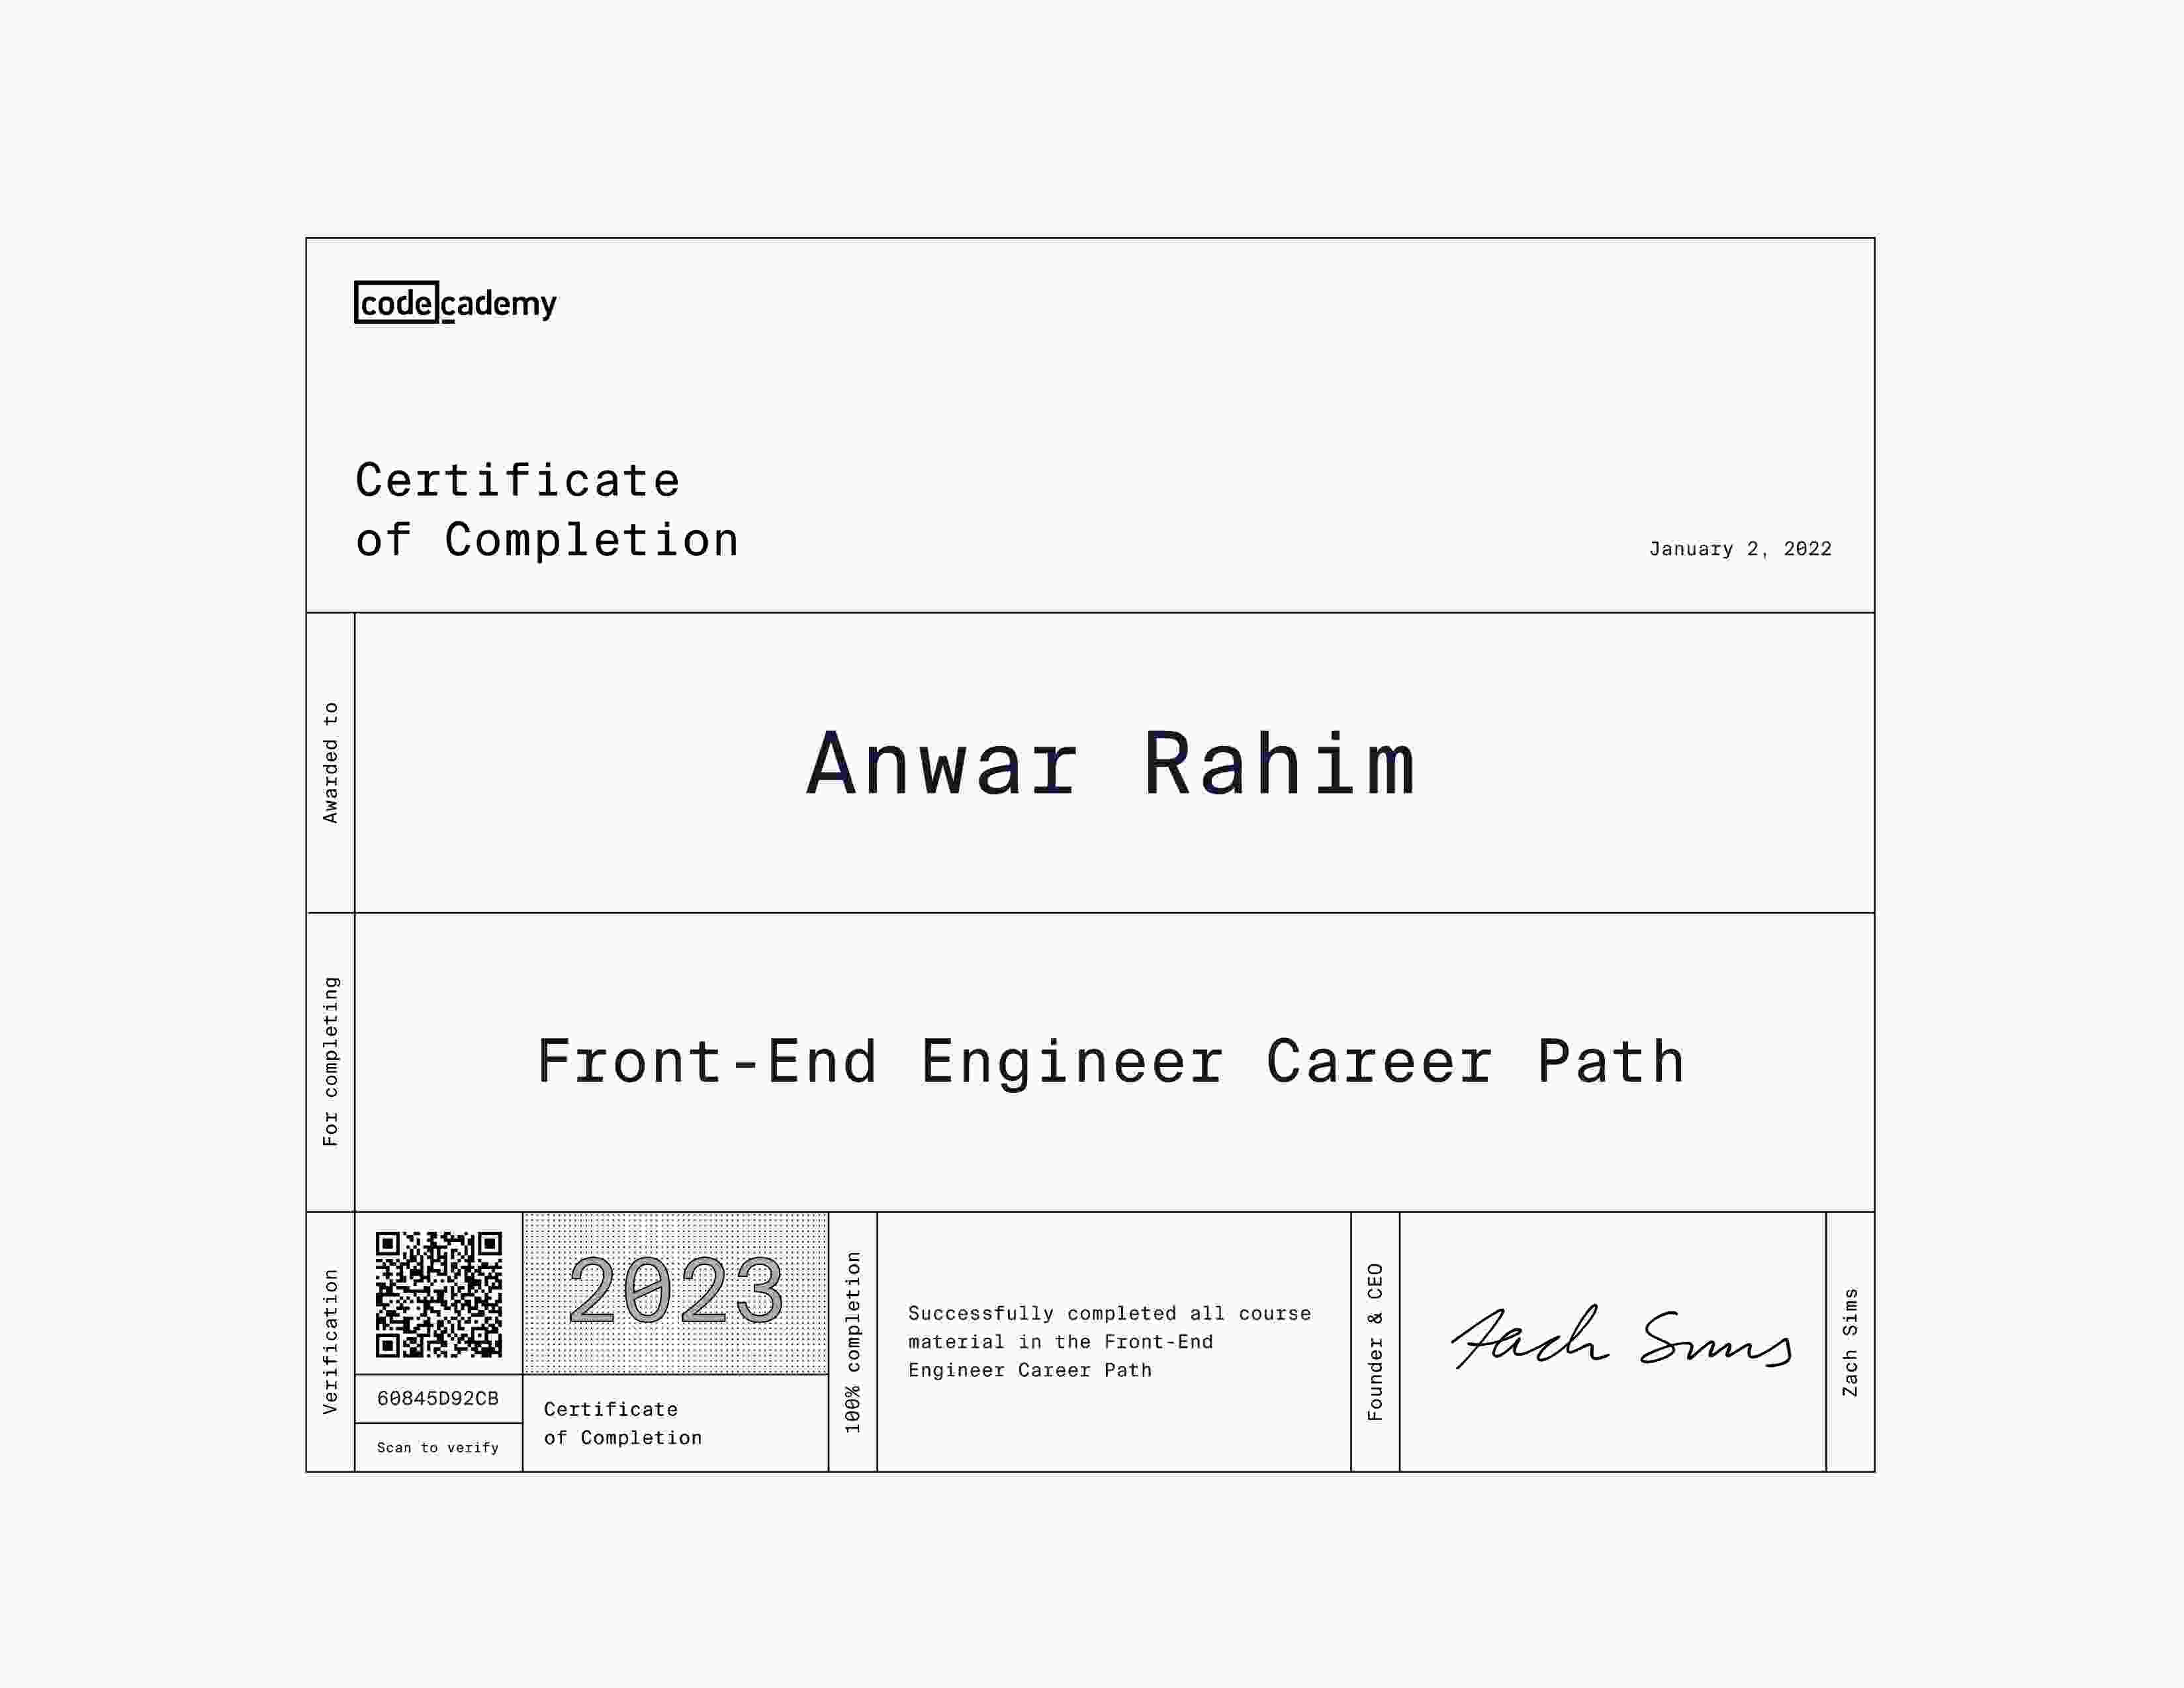 codecademy
Certificate
of Completion
January 2, 2022
Awarded to
Anwar Rahim
For completing
Front-End Engineer Career Path
Verification
60845D92CB
Scan to verify
2023
Certificate
of Completion
100% completion
Successfully completed all course
material in the Front-End
Engineer Career Path
Founder & CEO
Zach Sims
Zach Sims